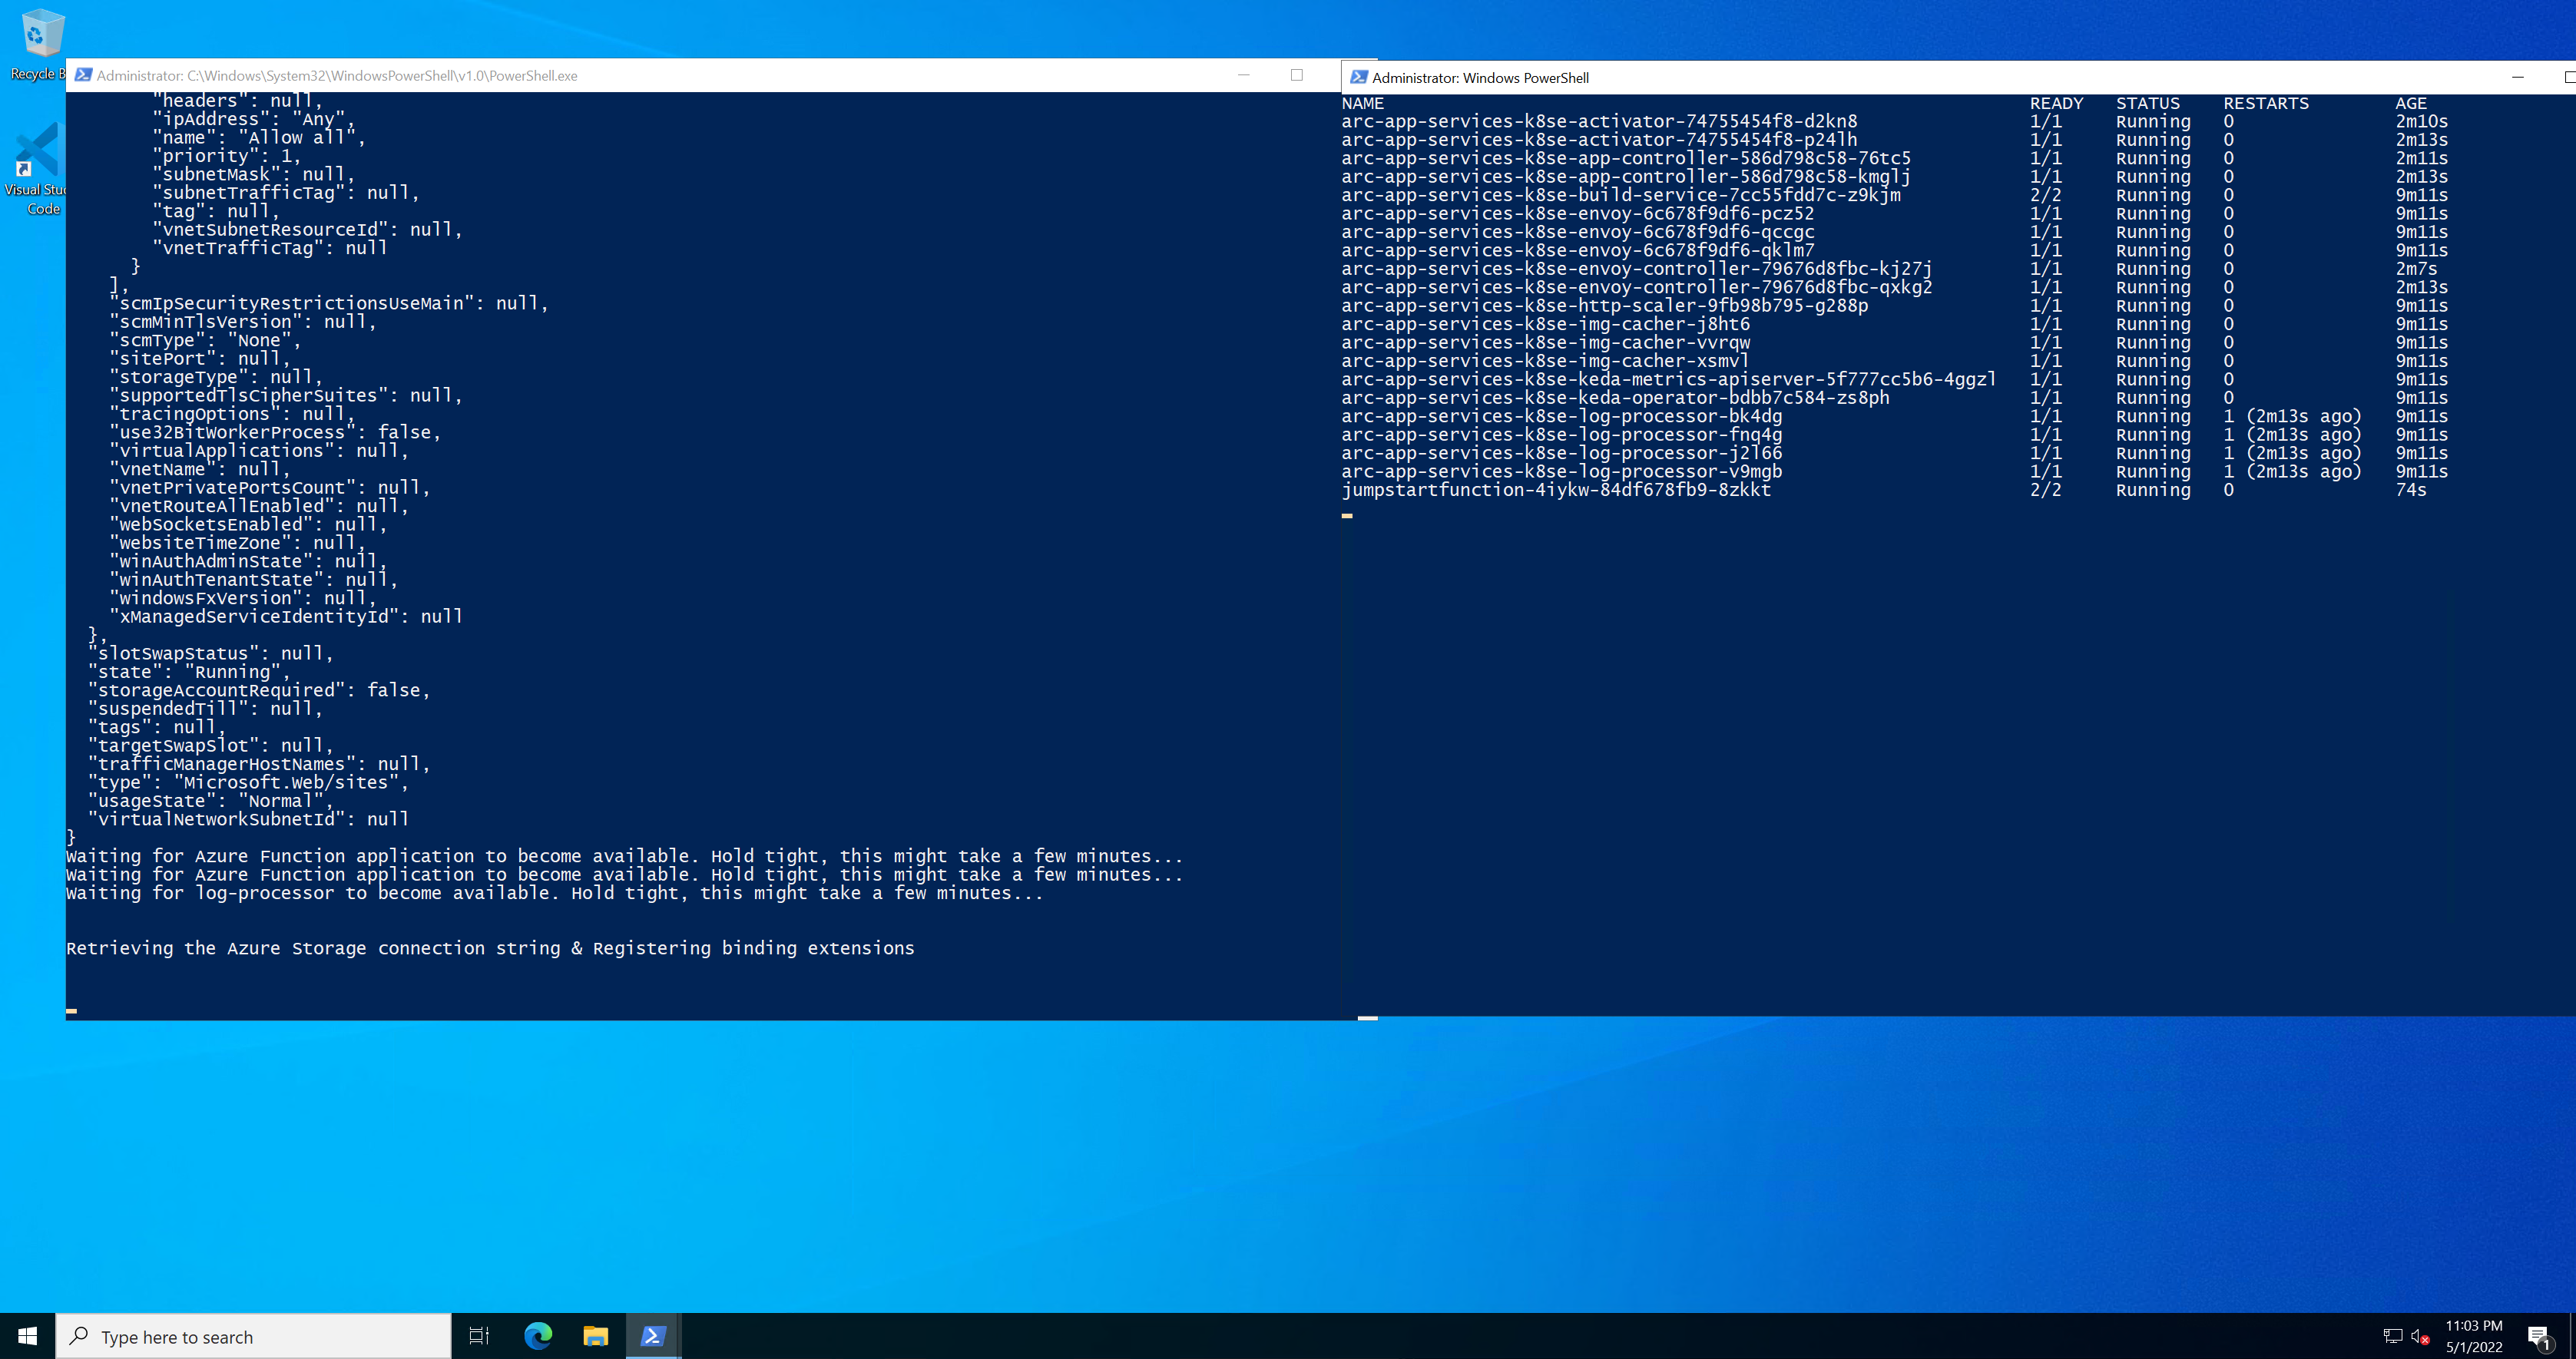 Recycle B
Visual Stu
Code
Administrator: C:\Windows\System32\WindowsPowerShell\v1.0\PowerShell.exe
"headers": null,
"ipAddress": "Any",
"name": "Allow all",
"priority": 1,
"subnetMask": null,
"subnetTrafficTag": null,
"tag": null,
"vnetSubnetResourceId": null,
"vnetTrafficTag": null
}
],
"scmIpSecurityRestrictionsUseMain": null,
"scmMinTlsVersion": null,
"scmType": "None",
"sitePort": null,
"storageType": null,
"supportedTlsCipherSuites": null,
"tracingOptions": null,
"use32BitWorkerProcess": false,
"virtualApplications": null,
"vnetName": null,
"vnetPrivatePortsCount": null,
"vnetRouteAllEnabled": null,
"webSocketsEnabled": null,
"websiteTimeZone": null,
"winAuthAdminState": null,
"winAuthTenantState": null,
"windowsFxVersion": null,
"xManagedServiceIdentityId": null
},
"slotSwapStatus": null,
"state": "Running",
"storageAccountRequired": false,
"suspendedTill": null,
"tags": null,
"targetSwapSlot": null,
"trafficManagerHostNames": null,
"type": "Microsoft.Web/sites",
"usageState": "Normal",
"virtualNetworkSubnetId": null
}
Waiting for Azure Function application to become available. Hold tight, this might take a few minutes...
Waiting for Azure Function application to become available. Hold tight, this might take a few minutes...
Waiting for log-processor to become available. Hold tight, this might take a few minutes...
Retrieving the Azure Storage connection string & Registering binding extensions
Administrator: Windows PowerShell
NAME READY STATUS RESTARTS AGE
arc-app-services-k8se-activator-74755454f8-d2kn8 1/1 Running 0 2m10s
arc-app-services-k8se-activator-74755454f8-p24lh 1/1 Running 0 2m13s
arc-app-services-k8se-app-controller-586d798c58-76tc5 1/1 Running 0 2m11s
arc-app-services-k8se-app-controller-586d798c58-kmglj 1/1 Running 0 2m13s
arc-app-services-k8se-build-service-7cc55fdd7c-z9kjm 2/2 Running 0 9m11s
arc-app-services-k8se-envoy-6c678f9df6-pcz52 1/1 Running 0 9m11s
arc-app-services-k8se-envoy-6c678f9df6-qccgc 1/1 Running 0 9m11s
arc-app-services-k8se-envoy-6c678f9df6-qklm7 1/1 Running 0 9m11s
arc-app-services-k8se-envoy-controller-79676d8fbc-kj27j 1/1 Running 0 2m7s
arc-app-services-k8se-envoy-controller-79676d8fbc-qxkg2 1/1 Running 0 2m13s
arc-app-services-k8se-http-scaler-9fb98b795-g288p 1/1 Running 0 9m11s
arc-app-services-k8se-img-cacher-j8ht6 1/1 Running 0 9m11s
arc-app-services-k8se-img-cacher-vvrqw 1/1 Running 0 9m11s
arc-app-services-k8se-img-cacher-xsmvl 1/1 Running 0 9m11s
arc-app-services-k8se-keda-metrics-apiserver-5f777cc5b6-4ggzl 1/1 Running 0 9m11s
arc-app-services-k8se-keda-operator-bdbb7c584-zs8ph 1/1 Running 0 9m11s
arc-app-services-k8se-log-processor-bk4dg 1/1 Running 1 (2m13s ago) 9m11s
arc-app-services-k8se-log-processor-fnq4g 1/1 Running 1 (2m13s ago) 9m11s
arc-app-services-k8se-log-processor-j2l66 1/1 Running 1 (2m13s ago) 9m11s
arc-app-services-k8se-log-processor-v9mgb 1/1 Running 1 (2m13s ago) 9m11s
jumpstartfunction-4iykw-84df678fb9-8zkkt 2/2 Running 0 74s
Type here to search
11:03 PM
5/1/2022
1